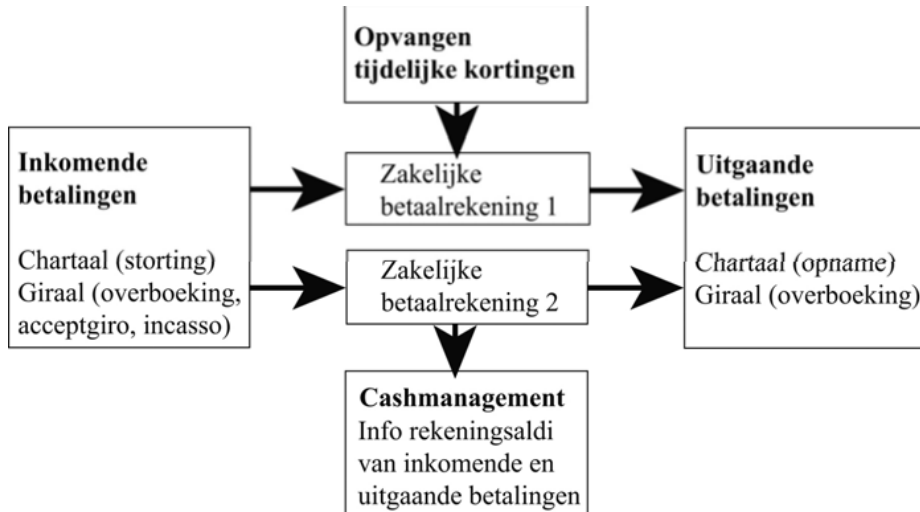 Opvangen
tijdelijke kortingen
Inkomende
betalingen
Chartaal (storting)
Giraal (overboeking,
acceptgiro, incasso)
Zakelijke
betaalrekening 1
Zakelijke
betaalrekening 2
Uitgaande
betalingen
Chartaal (opname)
Giraal (overboeking)
Cashmanagement
Info rekeningsaldi
van inkomende en
uitgaande betalingen